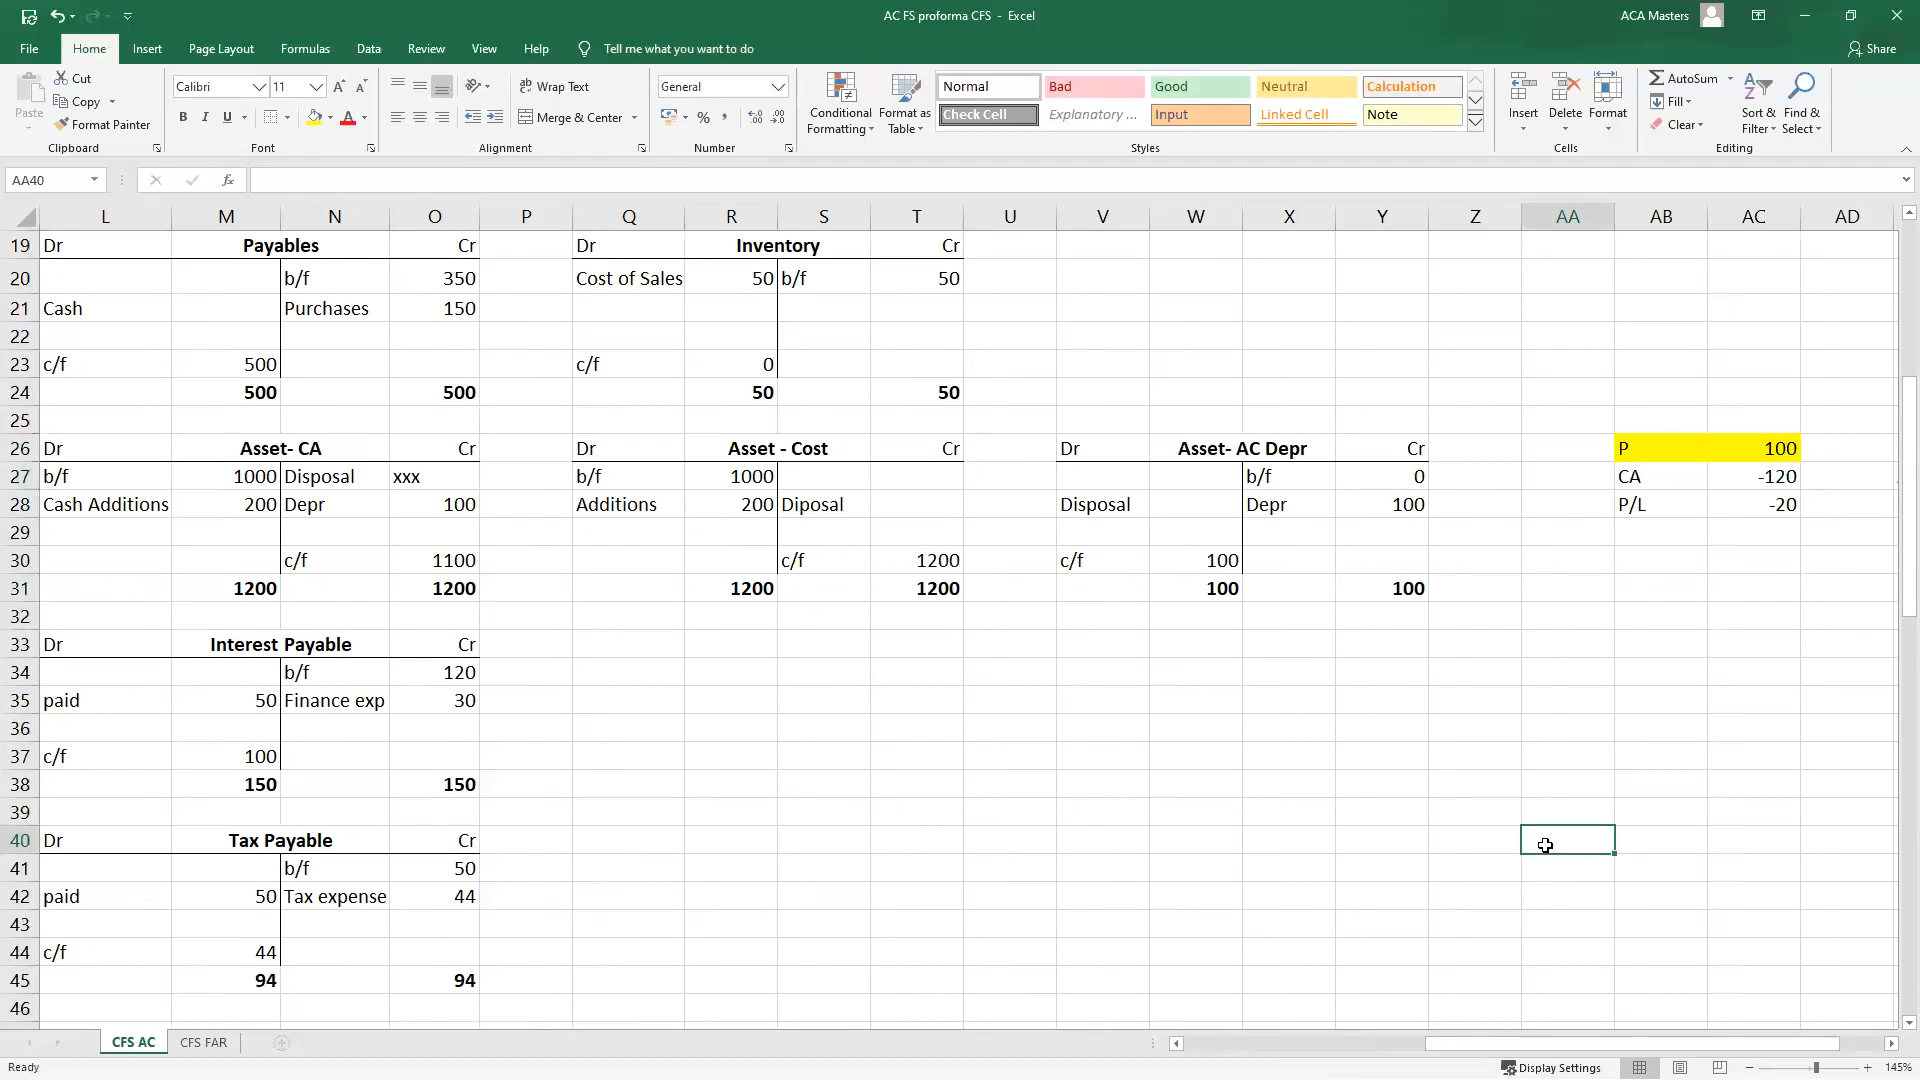 AC FS proforma CFS - Excel
ACA Masters
File Home Insert Page Layout Formulas Data Review View Help Tell me what you want to do Share
Paste Cut Copy Format Painter Clipboard
Calibri 11 A A B I U A Font
Wrap Text Merge & Center Alignment
General % , Number
Conditional Formatting Format as Table
Normal Bad Good Neutral Calculation
Check Cell Explanatory ... Input Linked Cell Note
Styles
Insert Delete Format Cells
AutoSum Fill Clear Sort & Filter Find & Select Editing
AA40 fx
L M N O P Q R S T U V W X Y Z AA AB AC AD
19 Dr Payables Cr Dr Inventory Cr
20 b/f 350 Cost of Sales 50 b/f 50
21 Cash Purchases 150
22
23 c/f 500 c/f 0
24 500 500 50 50
25
26 Dr Asset- CA Cr Dr Asset - Cost Cr Dr Asset- AC Depr Cr P 100
27 b/f 1000 Disposal xxx b/f 1000 b/f 0 CA -120
28 Cash Additions 200 Depr 100 Additions 200 Diposal Disposal Depr 100 P/L -20
29
30 c/f 1100 c/f 1200 c/f 100
31 1200 1200 1200 1200 100 100
32
33 Dr Interest Payable Cr
34 b/f 120
35 paid 50 Finance exp 30
36
37 c/f 100
38 150 150
39
40 Dr Tax Payable Cr
41 b/f 50
42 paid 50 Tax expense 44
43
44 c/f 44
45 94 94
46
CFS AC CFS FAR
Ready Display Settings 145%